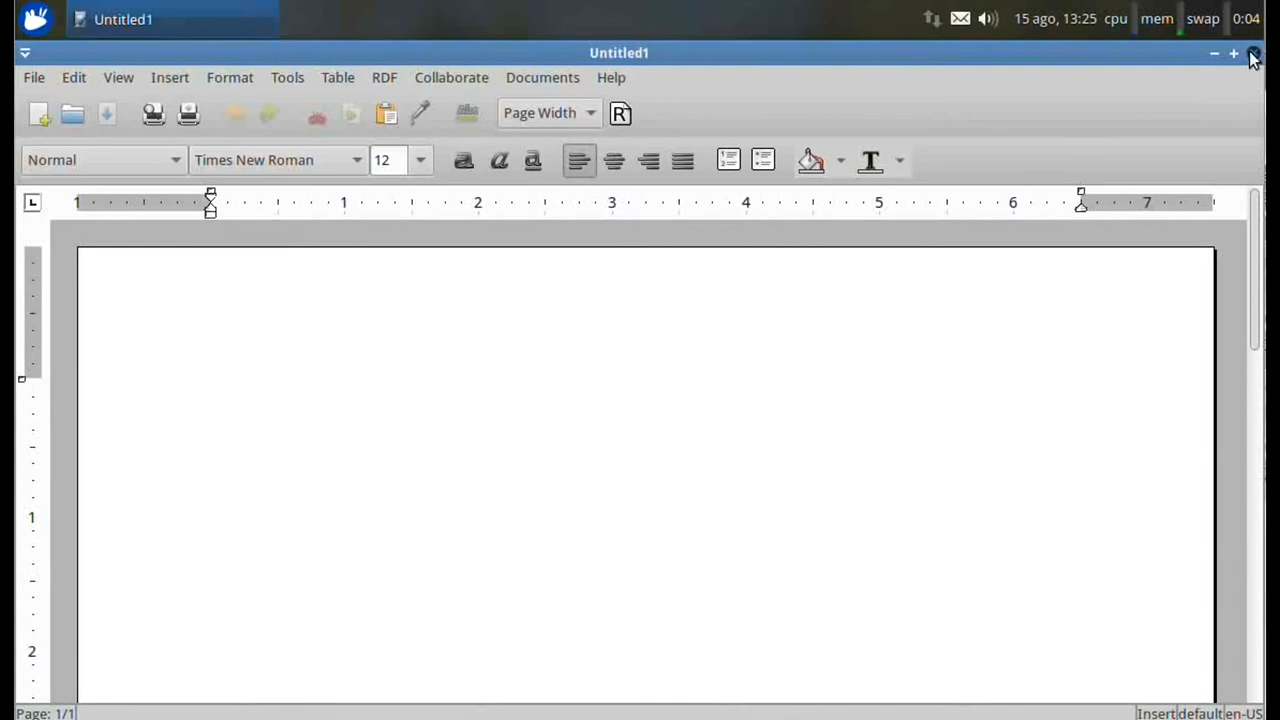 Untitled1 15 ago, 13:25 cpu mem swap 0:04
Untitled1
File Edit View Insert Format Tools Table RDF Collaborate Documents Help
Page Width
Normal Times New Roman 12
1 1 2 3 4 5 6 7
1
2
Page: 1/1 Insert default en-US